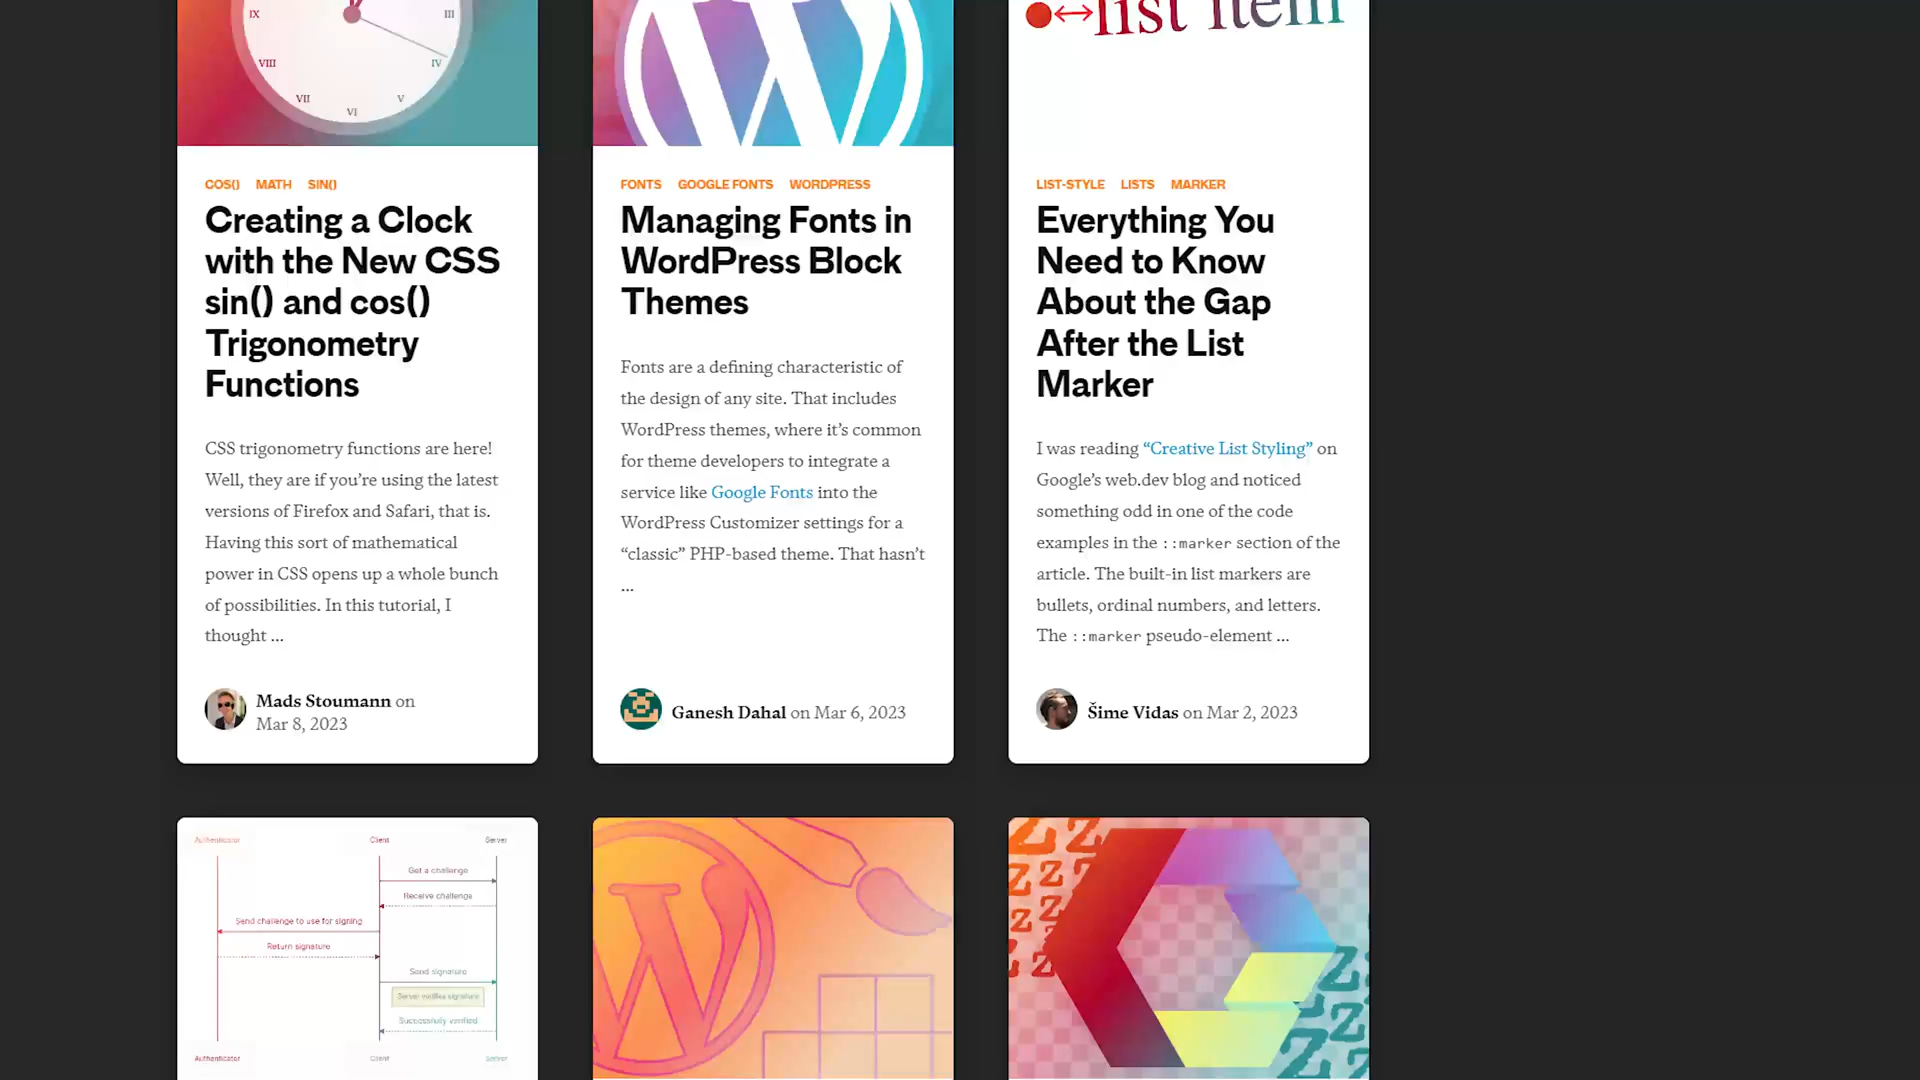 IX
III
VIII
IV
VII
V
VI
list item
COS() MATH SIN()
Creating a Clock
with the New CSS
sin() and cos()
Trigonometry
Functions
CSS trigonometry functions are here!
Well, they are if you’re using the latest
versions of Firefox and Safari, that is.
Having this sort of mathematical
power in CSS opens up a whole bunch
of possibilities. In this tutorial, I
thought ...
Mads Stoumann on
Mar 8, 2023
FONTS GOOGLE FONTS WORDPRESS
Managing Fonts in
WordPress Block
Themes
Fonts are a defining characteristic of
the design of any site. That includes
WordPress themes, where it’s common
for theme developers to integrate a
service like Google Fonts into the
WordPress Customizer settings for a
“classic” PHP-based theme. That hasn’t
...
Ganesh Dahal on Mar 6, 2023
LIST-STYLE LISTS MARKER
Everything You
Need to Know
About the Gap
After the List
Marker
I was reading “Creative List Styling” on
Google’s web.dev blog and noticed
something odd in one of the code
examples in the ::marker section of the
article. The built-in list markers are
bullets, ordinal numbers, and letters.
The ::marker pseudo-element ...
Šime Vidas on Mar 2, 2023
Authenticator Client Server
Get a challenge
Receive challenge
Send challenge to use for signing
Return signature
Send signature
Server verifies signature
Successfully verified
Authenticator Client Server